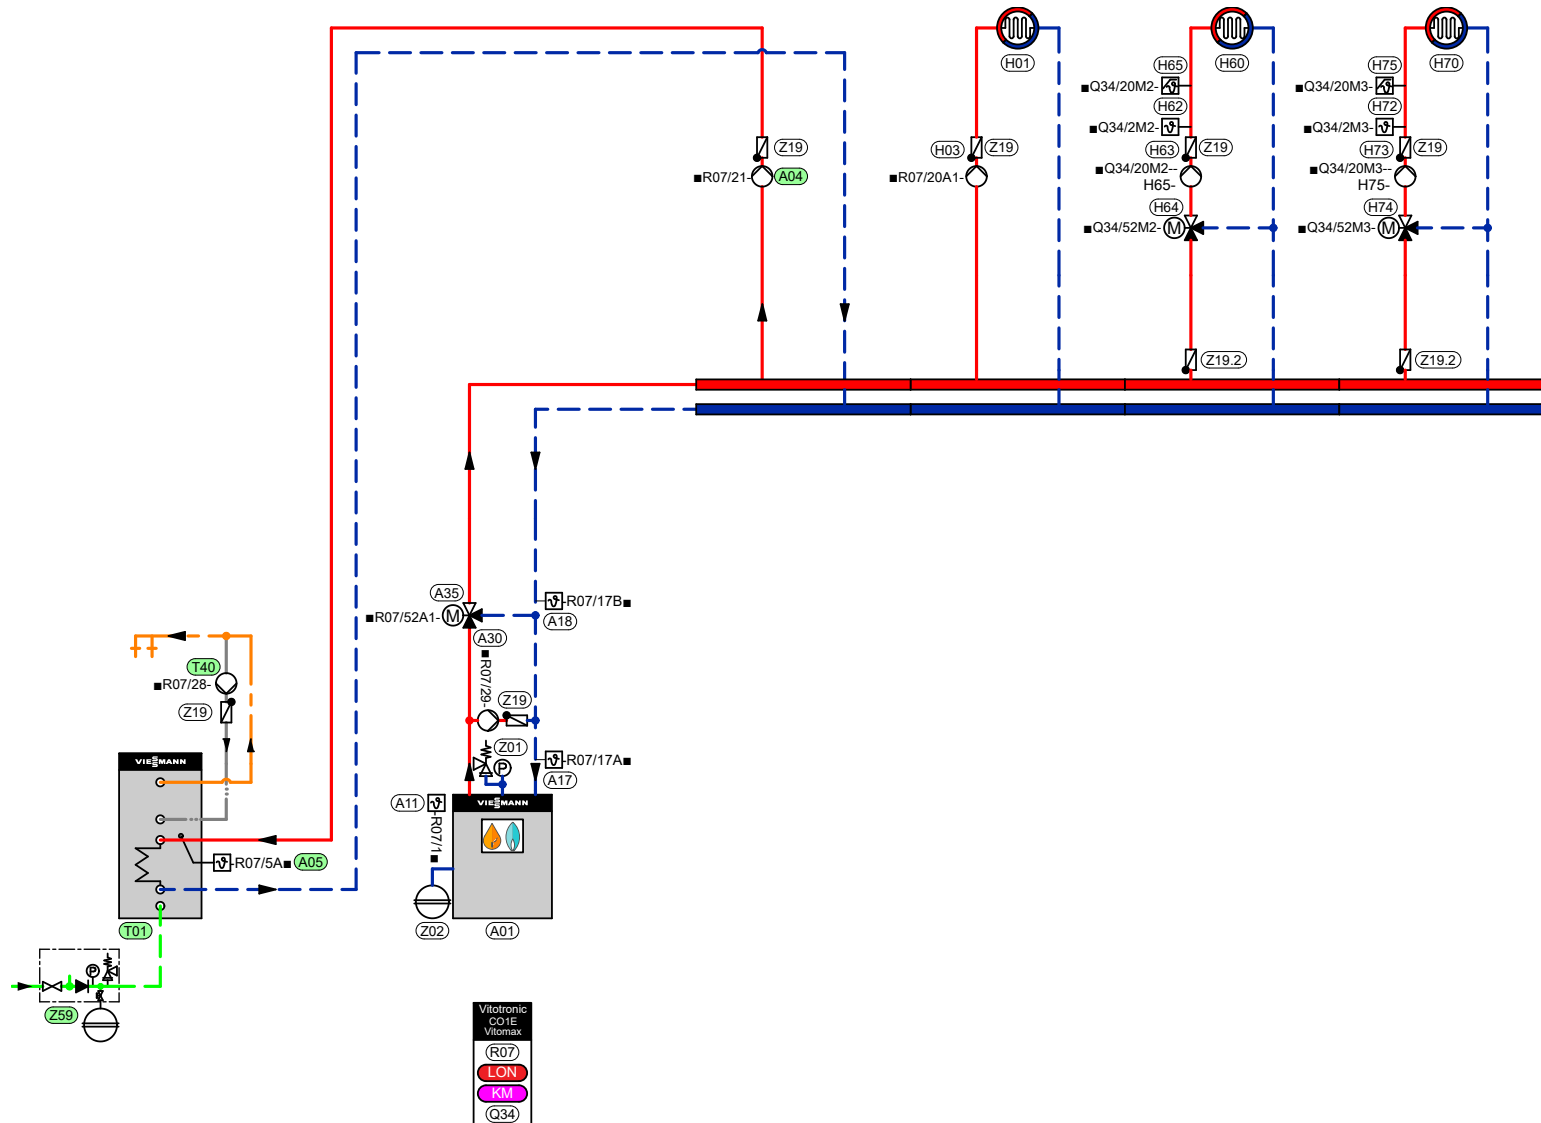 H01
H65
H60
H75
H70
■Q34/20M2-
■Q34/20M3-
H62
H72
■Q34/2M2-
■Q34/2M3-
Z19
H03
Z19
H63
Z19
H73
Z19
■R07/21-
A04
■R07/20A1-
■Q34/20M2--
H65-
■Q34/20M3--
H75-
H64
H74
■Q34/52M2-
M
■Q34/52M3-
M
Z19.2
Z19.2
A35
-R07/17B■
■R07/52A1-
M
A18
A30
■R07/29-
T40
■R07/28-
Z19
Z19
Z01
P
-R07/17A■
A17
VIESMANN
A11
-R07/1■
VIESMANN
-R07/5A■
A05
T01
Z02
A01
P
Z59
Vitotronic
CO1E
Vitomax
R07
LON
KM
Q34